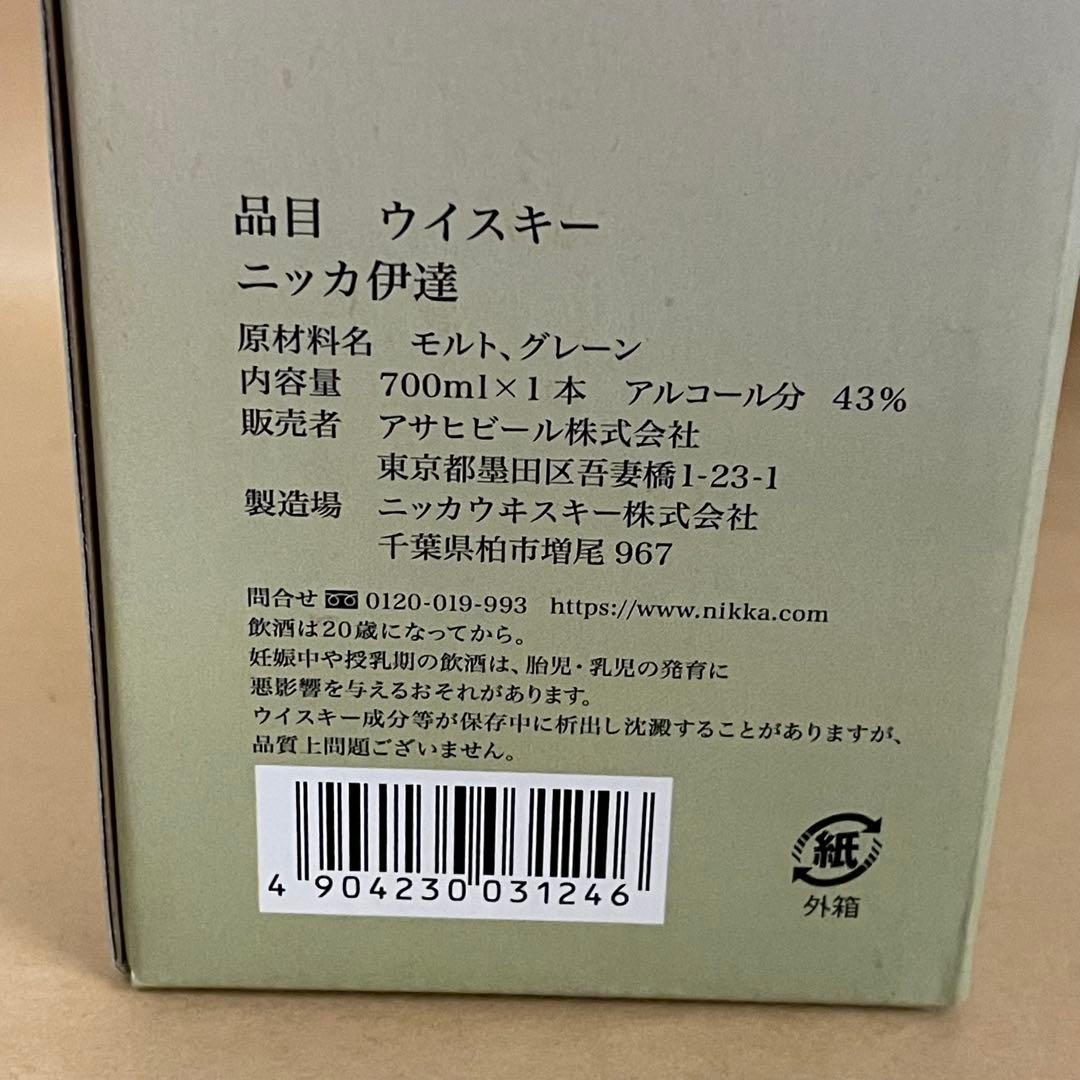 品目　ウイスキー
ニッカ伊達
原材料名　モルト、グレーン
内容量　700ml×1本　アルコール分　43%
販売者　アサヒビール株式会社
東京都墨田区吾妻橋1-23-1
製造場　ニッカウヰスキー株式会社
千葉県柏市増尾967
問合せ 0120-019-993　https://www.nikka.com
飲酒は20歳になってから。
妊娠中や授乳期の飲酒は、胎児・乳児の発育に
悪影響を与えるおそれがあります。
ウイスキー成分等が保存中に析出し沈澱することがありますが、
品質上問題ございません。
4 904230 031246
紙
外箱